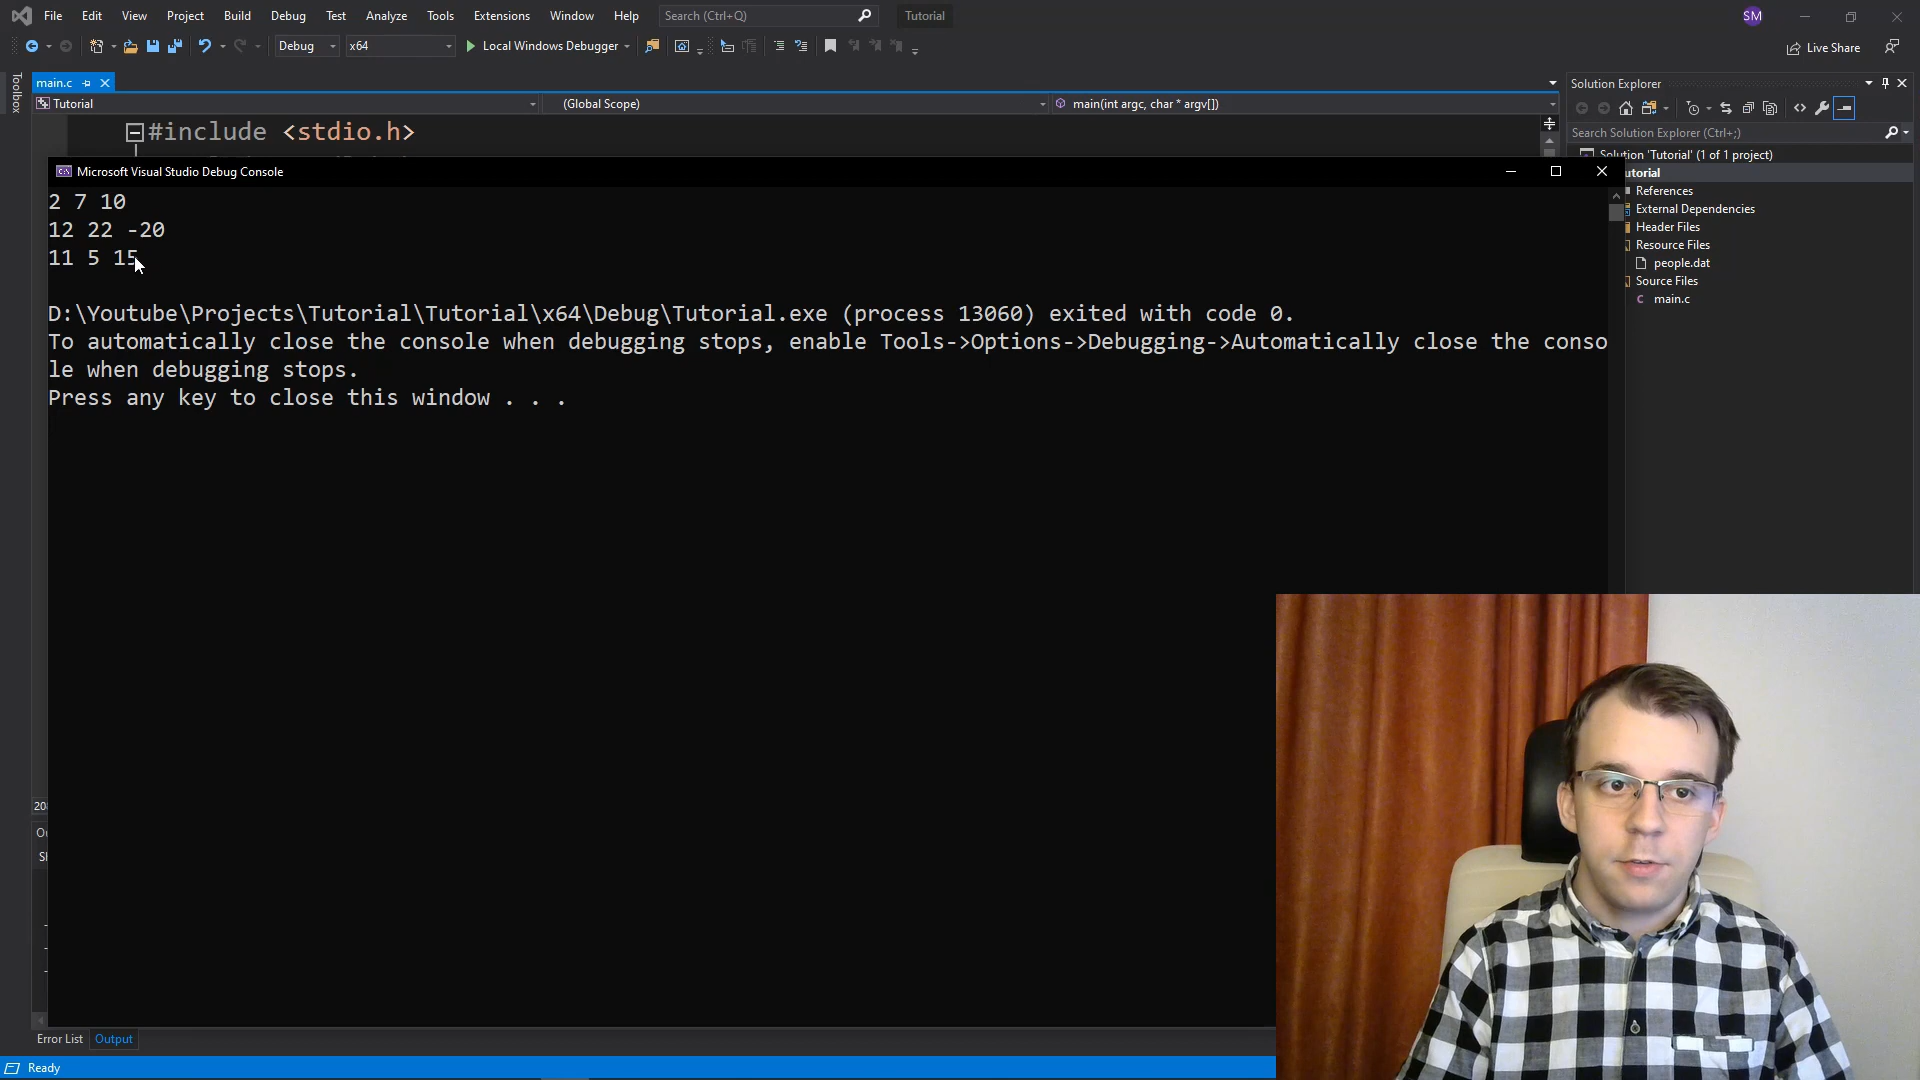 File Edit View Project Build Debug Test Analyze Tools Extensions Window Help Search (Ctrl+Q) Tutorial SM
Debug x64 Local Windows Debugger Live Share
Toolbox
main.c
Solution Explorer
Tutorial (Global Scope) main(int argc, char * argv[])
#include <stdio.h>
Search Solution Explorer (Ctrl+;)
Solution 'Tutorial' (1 of 1 project)
utorial
References
External Dependencies
Header Files
Resource Files
people.dat
Source Files
main.c
Microsoft Visual Studio Debug Console
2 7 10
12 22 -20
11 5 15
D:\Youtube\Projects\Tutorial\Tutorial\x64\Debug\Tutorial.exe (process 13060) exited with code 0.
To automatically close the console when debugging stops, enable Tools->Options->Debugging->Automatically close the conso
le when debugging stops.
Press any key to close this window . . .
Error List Output
Ready